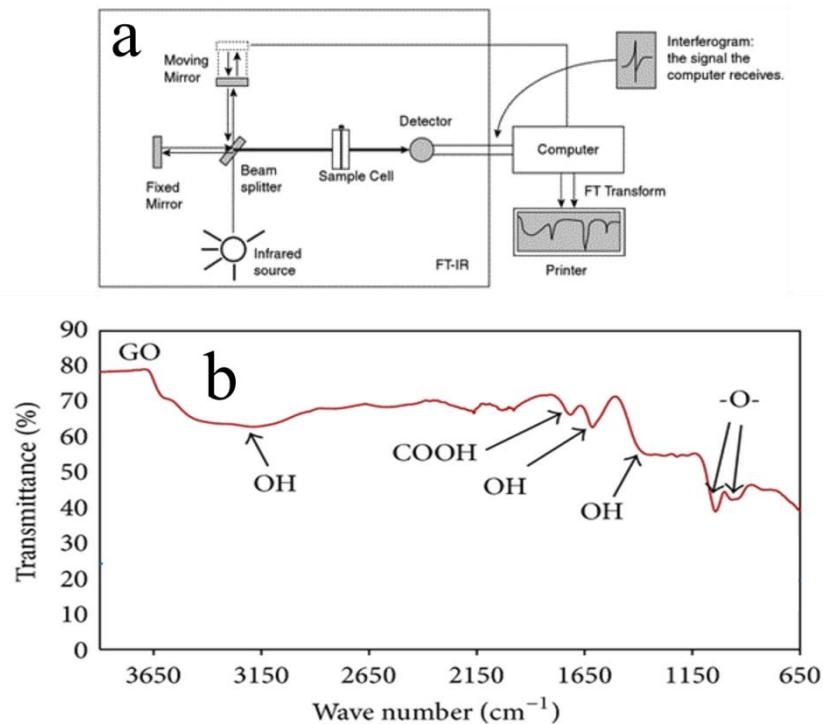 a
Moving
Mirror
Interferogram:
the signal the
computer receives.
Detector
Computer
Fixed
Mirror
Beam
splitter
Sample Cell
FT Transform
Infrared
source
FT-IR
Printer
b
GO
90
80
70
60
50
40
30
20
10
0
Transmittance (%)
OH
COOH
OH
OH
-O-
3650
3150
2650
2150
1650
1150
650
Wave number (cm⁻¹)